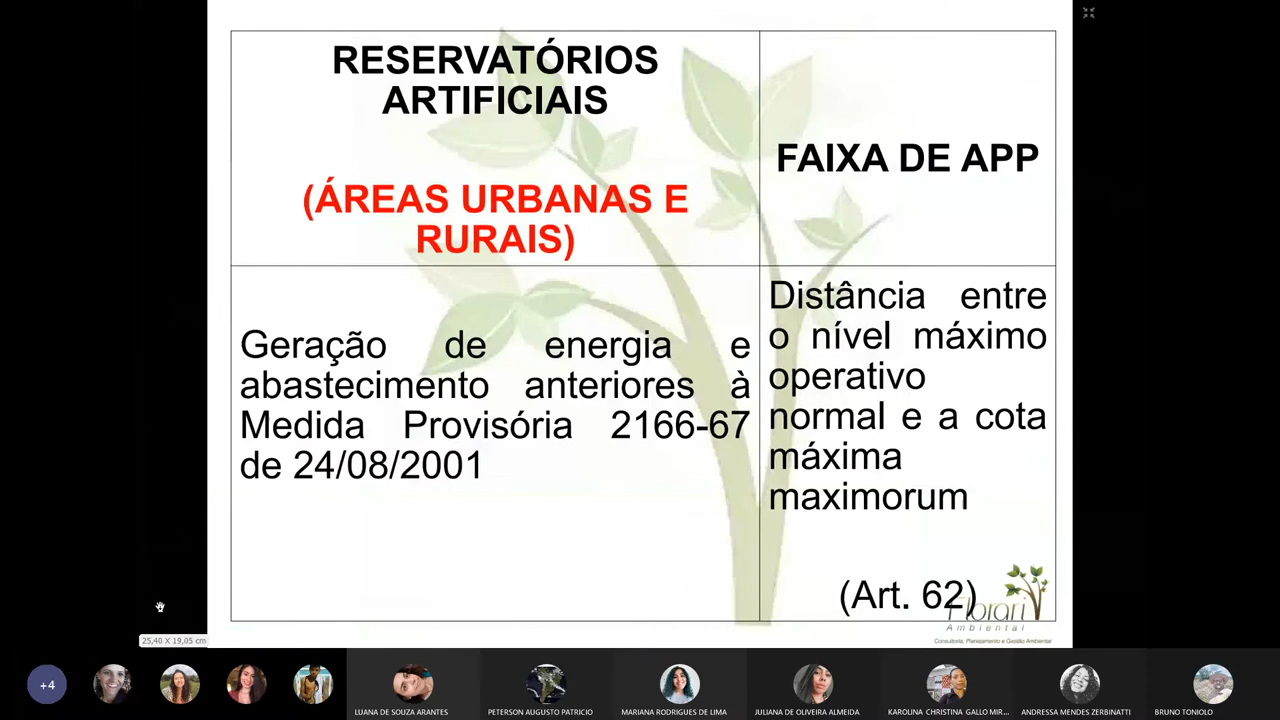 RESERVATÓRIOS
ARTIFICIAIS
(ÁREAS URBANAS E
RURAIS)
FAIXA DE APP
Geração de energia e
abastecimento anteriores à
Medida Provisória 2166-67
de 24/08/2001
Distância entre
o nível máximo
operativo
normal e a cota
máxima
maximorum
(Art. 62)
Florari
Ambiental
Consultoria, Planejamento e Gestão Ambiental
25,40 X 19,05 cm
+4
LUANA DE SOUZA ARANTES
PETERSON AUGUSTO PATRICIO
MARIANA RODRIGUES DE LIMA
JULIANA DE OLIVEIRA ALMEIDA
KAROLINA CHRISTINA GALLO MIR...
ANDRESSA MENDES ZERBINATTI
BRUNO TONIOLO